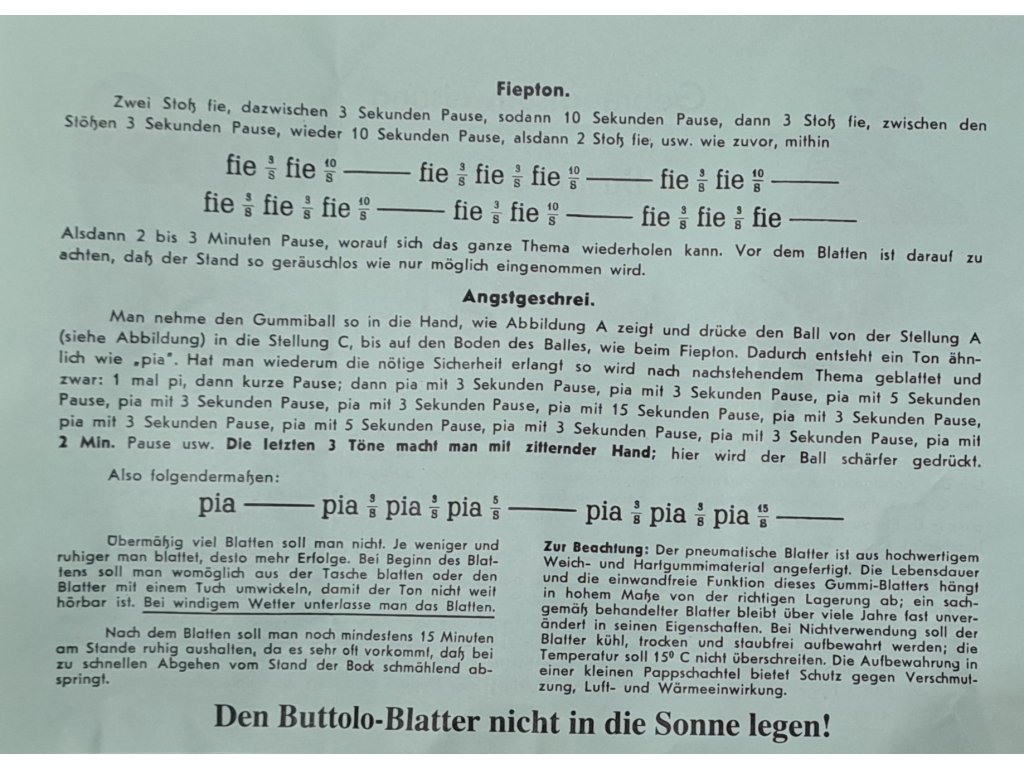 Fiepton.
Zwei Stoß fie, dazwischen 3 Sekunden Pause, sodann 10 Sekunden Pause, dann 3 Stoß fie, zwischen den
Stößen 3 Sekunden Pause, wieder 10 Sekunden Pause, alsdann 2 Stoß fie, usw. wie zuvor, mithin
fie 3/S fie 10/S —— fie 3/S fie 3/S fie 10/S —— fie 3/S fie 10/S ——
fie 3/S fie 3/S fie 10/S —— fie 3/S fie 10/S —— fie 3/S fie 3/S fie ——
Alsdann 2 bis 3 Minuten Pause, worauf sich das ganze Thema wiederholen kann. Vor dem Blatten ist darauf zu
achten, daß der Stand so geräuschlos wie nur möglich eingenommen wird.
Angstgeschrei.
Man nehme den Gummiball so in die Hand, wie Abbildung A zeigt und drücke den Ball von der Stellung A
(siehe Abbildung) in die Stellung C, bis auf den Boden des Balles, wie beim Fiepton. Dadurch entsteht ein Ton ähn-
lich wie „pia". Hat man wiederum die nötige Sicherheit erlangt so wird nach nachstehendem Thema geblattet und
zwar: 1 mal pi, dann kurze Pause; dann pia mit 3 Sekunden Pause, pia mit 3 Sekunden Pause, pia mit 5 Sekunden
Pause, pia mit 3 Sekunden Pause, pia mit 3 Sekunden Pause, pia mit 15 Sekunden Pause, pia mit 3 Sekunden Pause,
pia mit 3 Sekunden Pause, pia mit 5 Sekunden Pause, pia mit 3 Sekunden Pause, pia mit 3 Sekunden Pause, pia mit
2 Min. Pause usw. Die letzten 3 Töne macht man mit zitternder Hand; hier wird der Ball schärfer gedrückt.
Also folgendermaßen:
pia —— pia 3/S pia 3/S pia 5/S —— pia 3/S pia 3/S pia 15/S ——
Übermäßig viel Blatten soll man nicht. Je weniger und
ruhiger man blattet, desto mehr Erfolge. Bei Beginn des Blat-
tens soll man womöglich aus der Tasche blatten oder den
Blatter mit einem Tuch umwickeln, damit der Ton nicht weit
hörbar ist. Bei windigem Wetter unterlasse man das Blatten.
Nach dem Blatten soll man noch mindestens 15 Minuten
am Stande ruhig aushalten, da es sehr oft vorkommt, daß bei
zu schnellen Abgehen vom Stand der Bock schmählend ab-
springt.
Zur Beachtung: Der pneumatische Blatter ist aus hochwertigem
Weich- und Hartgummimaterial angefertigt. Die Lebensdauer
und die einwandfreie Funktion dieses Gummi-Blatters hängt
in hohem Maße von der richtigen Lagerung ab; ein sach-
gemäß behandelter Blatter bleibt über viele Jahre fast unver-
ändert in seinen Eigenschaften. Bei Nichtverwendung soll der
Blatter kühl, trocken und staubfrei aufbewahrt werden; die
Temperatur soll 15º C nicht überschreiten. Die Aufbewahrung in
einer kleinen Pappschachtel bietet Schutz gegen Verschmut-
zung, Luft- und Wärmeeinwirkung.
Den Buttolo-Blatter nicht in die Sonne legen!